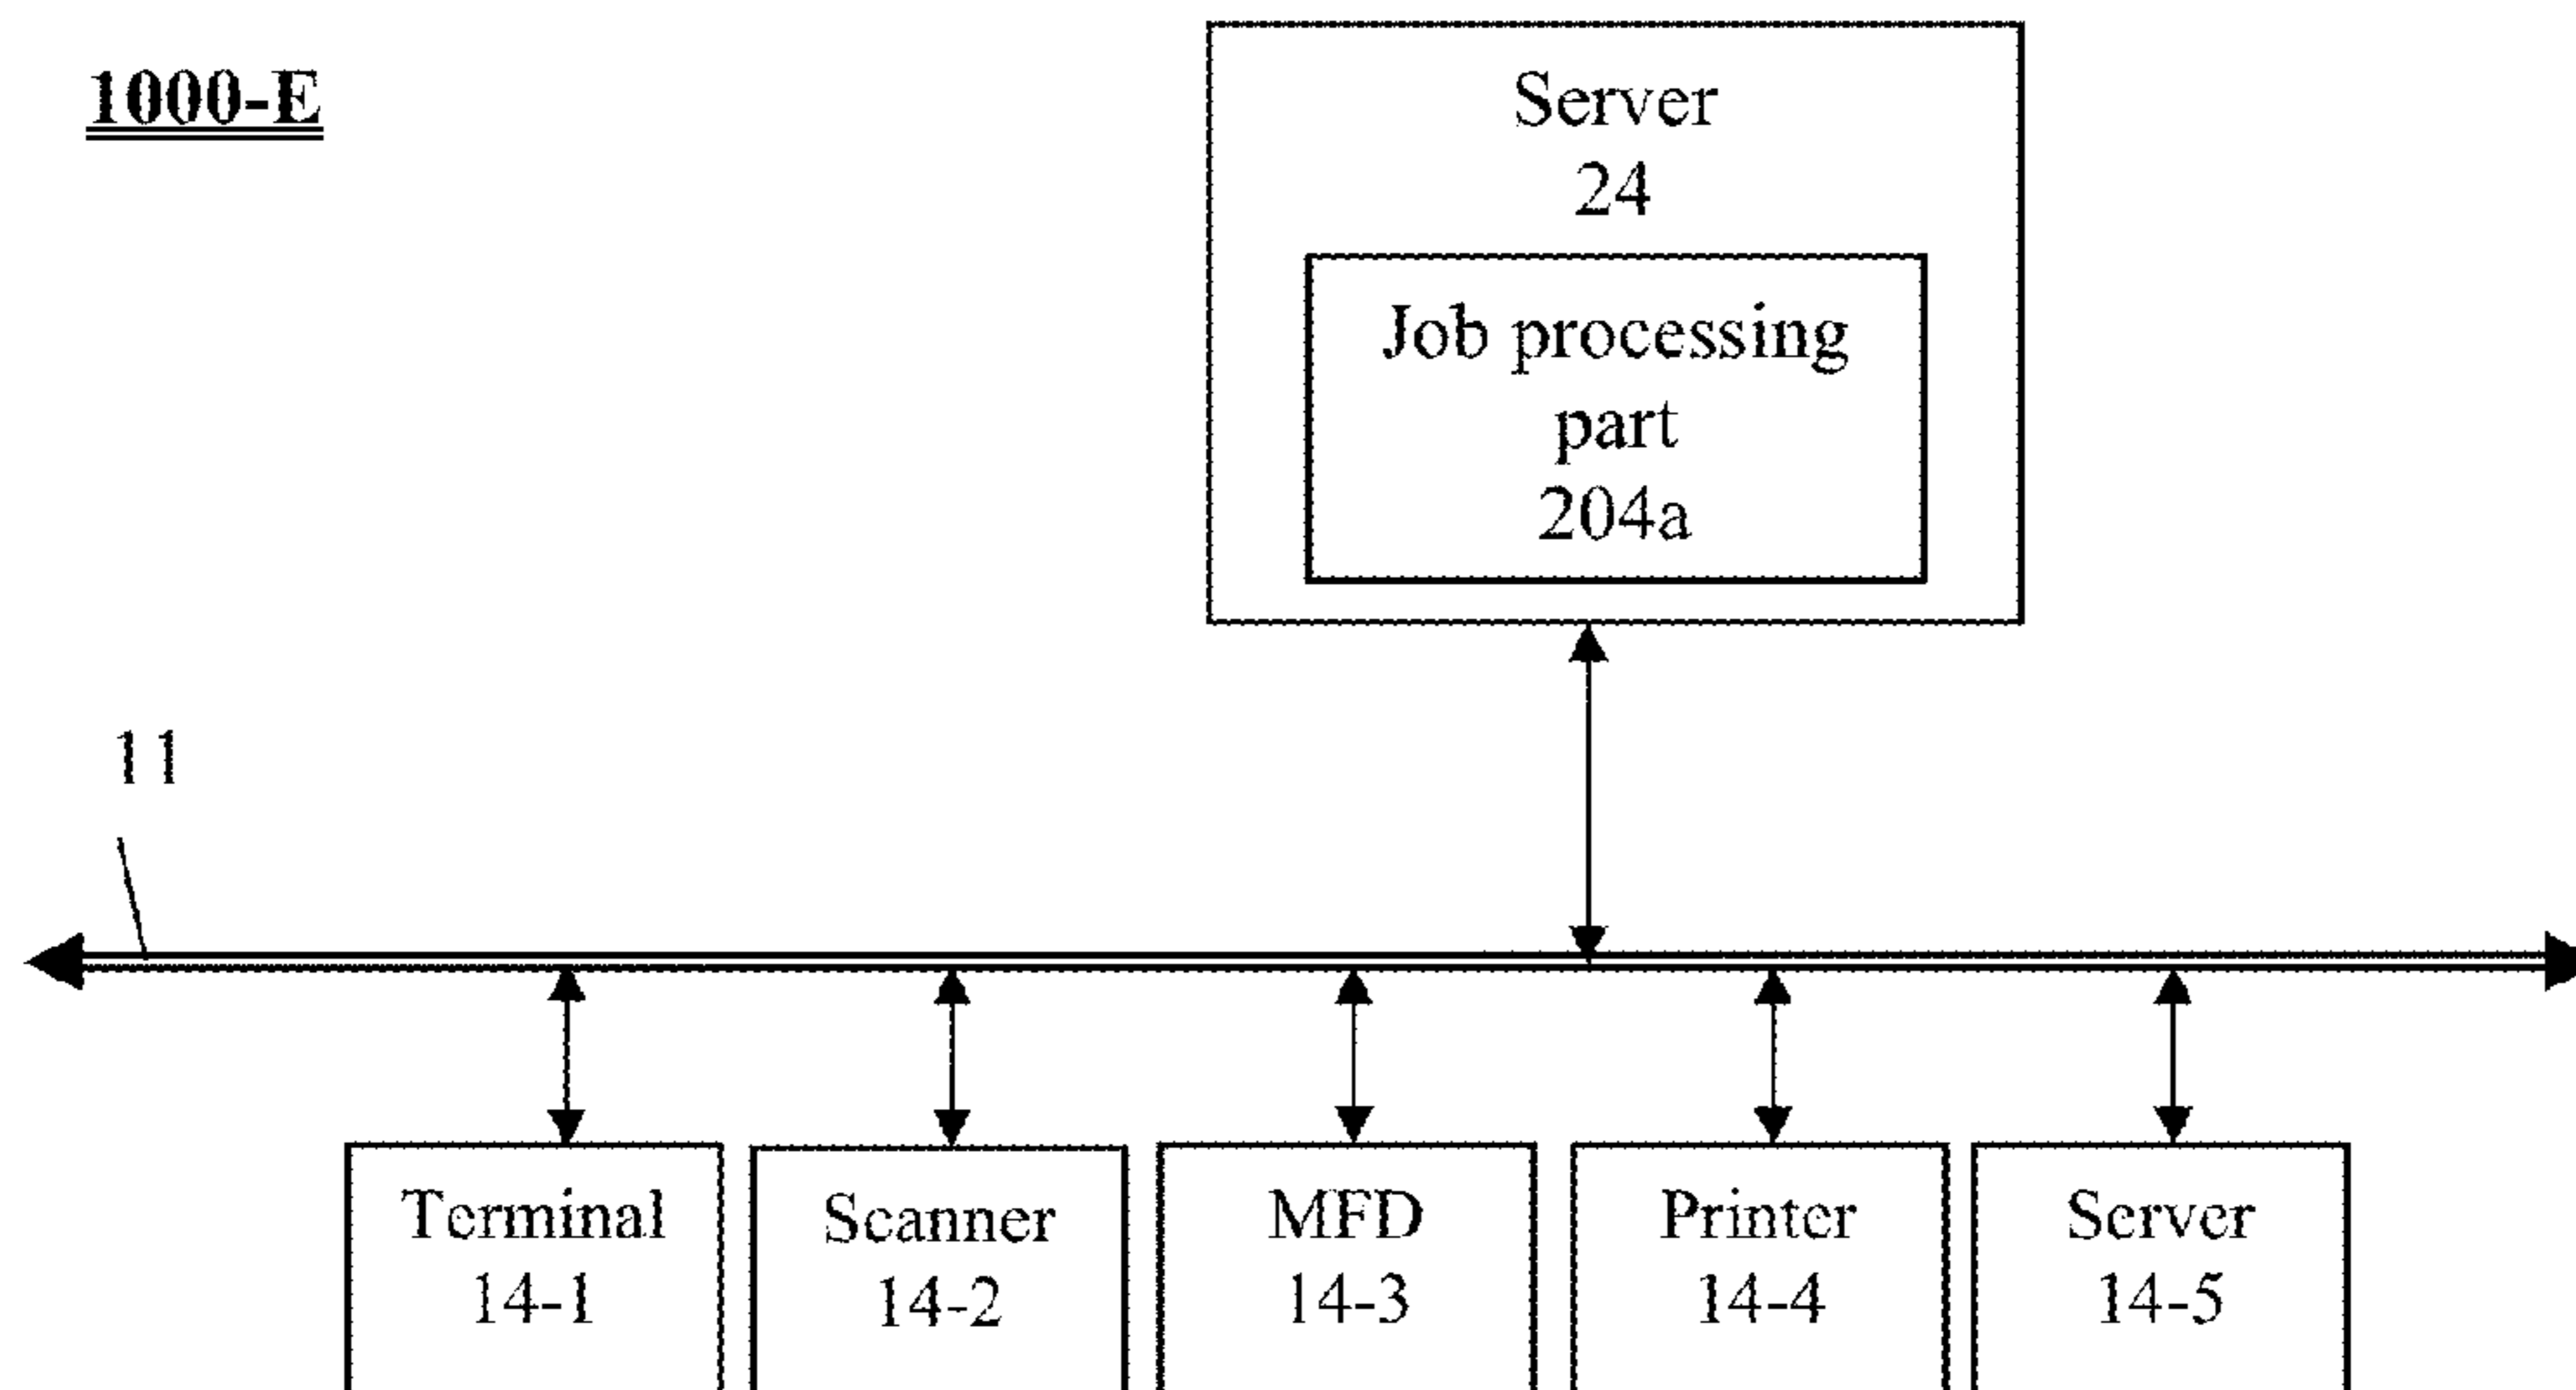 1000-E
Server
24
Job processing
part
204a
11
Terminal
14-1
Scanner
14-2
MFD
14-3
Printer
14-4
Server
14-5